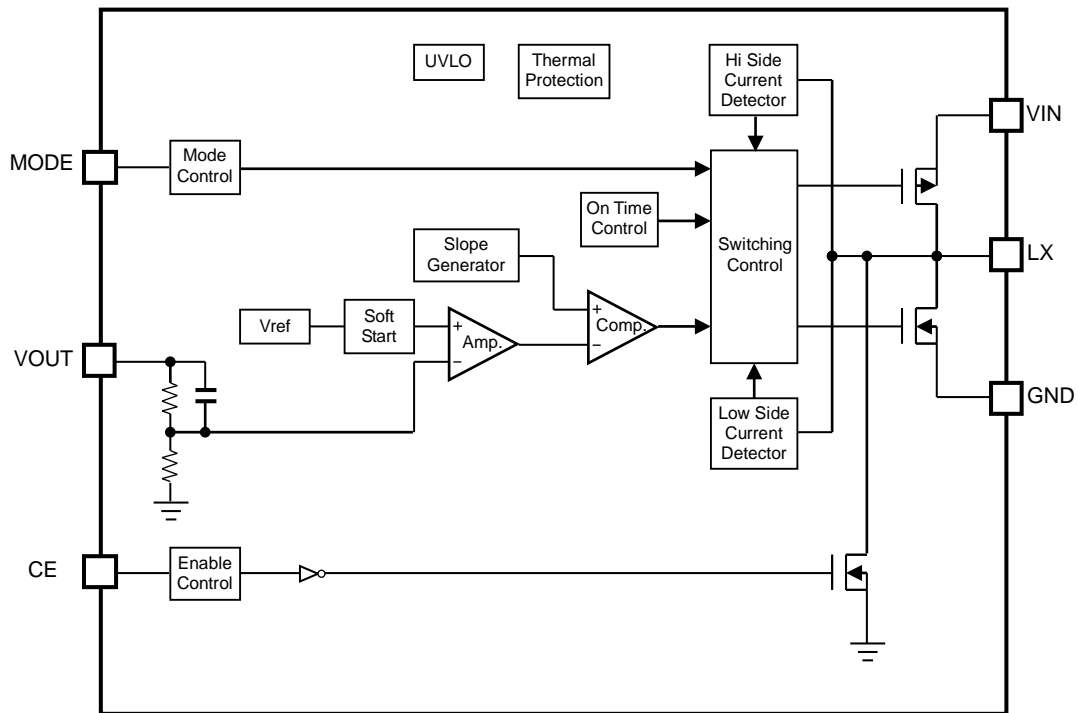 UVLO
Thermal
Protection
Hi Side
Current
Detector
VIN
MODE
Mode
Control
On Time
Control
Switching
Control
LX
Slope
Generator
Vref
Soft
Start
+
Amp.
−
+
Comp.
−
VOUT
GND
Low Side
Current
Detector
CE
Enable
Control